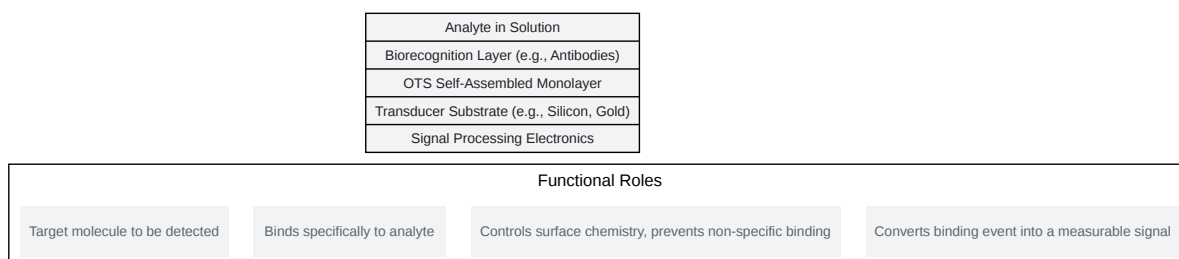 Analyte in Solution
Biorecognition Layer (e.g., Antibodies)
OTS Self-Assembled Monolayer
Transducer Substrate (e.g., Silicon, Gold)
Signal Processing Electronics
Functional Roles
Target molecule to be detected
Binds specifically to analyte
Controls surface chemistry, prevents non-specific binding
Converts binding event into a measurable signal